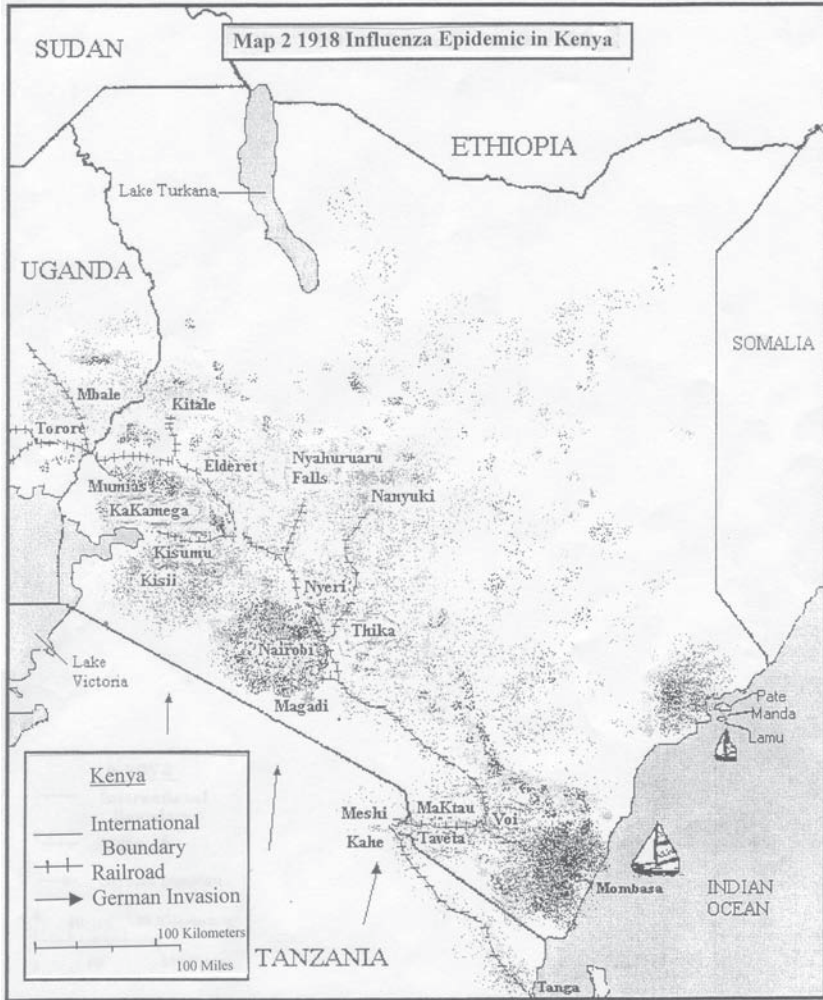 Map 2 1918 Influenza Epidemic in Kenya
SUDAN
ETHIOPIA
Lake Turkana
UGANDA
SOMALIA
Mbale
Kitale
Tororo
Elderet
Nyahuruaru
Falls
Nanyuki
Mumias
KaKamega
Kisumu
Kisii
Nyeri
Thika
Nairobi
Lake
Victoria
Magadi
Pate
Manda
Lamu
Kenya
International
Boundary
Railroad
German Invasion
100 Kilometers
100 Miles
Meshi
MaKtau
Voi
Kahe
Taveta
Mombasa
INDIAN
OCEAN
TANZANIA
Tanga